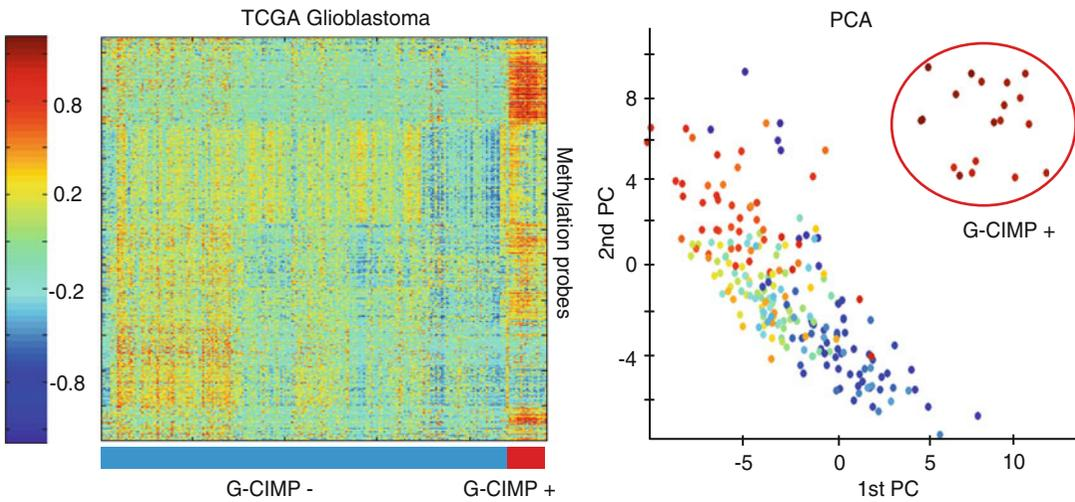 TCGA Glioblastoma
0.8
0.2
-0.2
-0.8
Methylation probes
G-CIMP -
G-CIMP +
PCA
8
4
0
-4
2nd PC
G-CIMP +
-5
0
5
10
1st PC